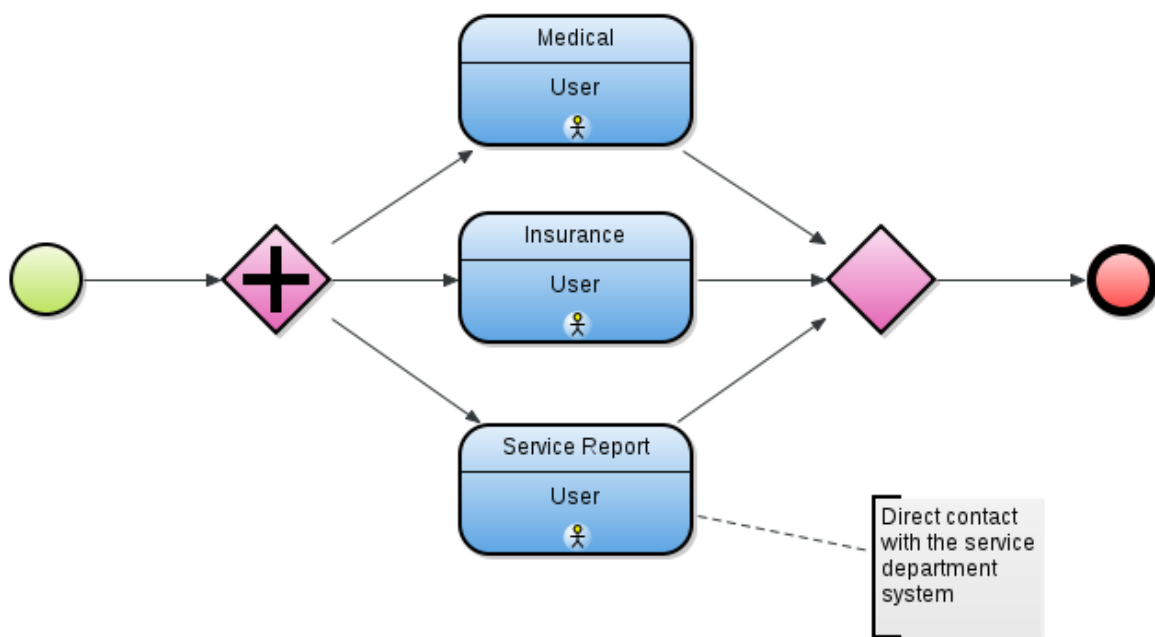 Medical
User
Insurance
User
Service Report
User
Direct contact
with the service
department
system